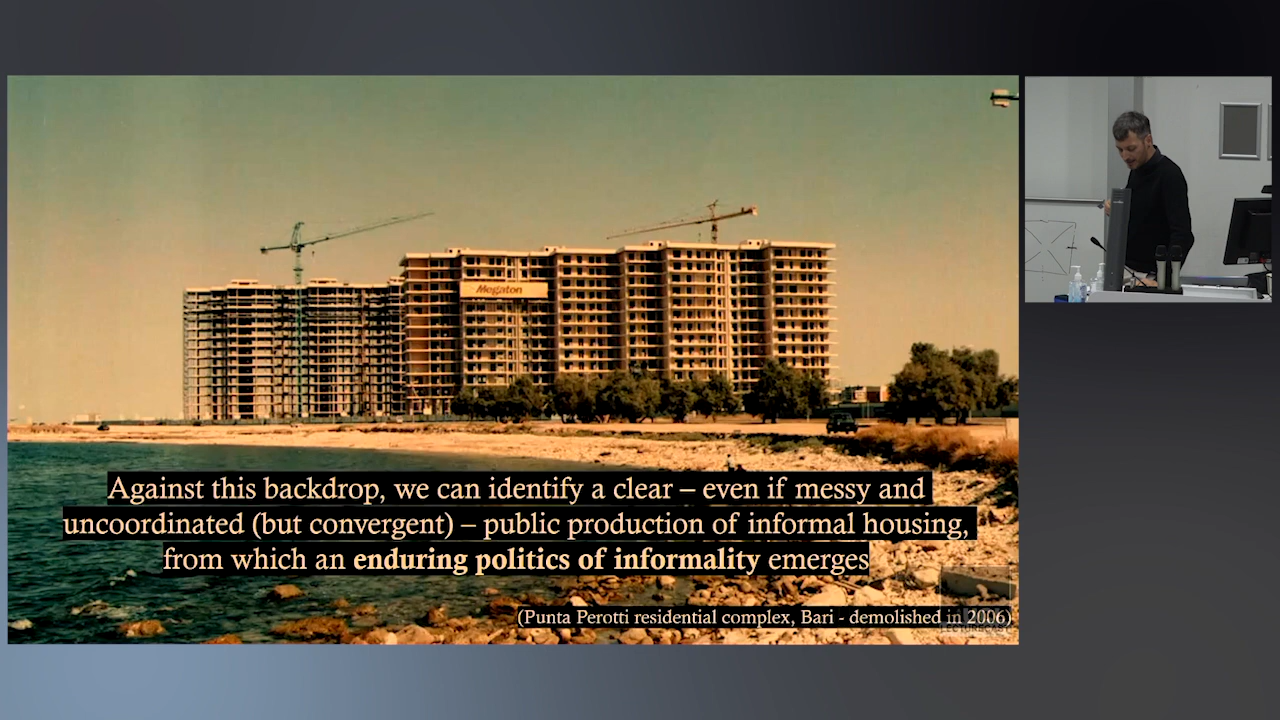 Megaton
Against this backdrop, we can identify a clear – even if messy and
uncoordinated (but convergent) – public production of informal housing,
from which an enduring politics of informality emerges
(Punta Perotti residential complex, Bari - demolished in 2006)
LECTURECAST